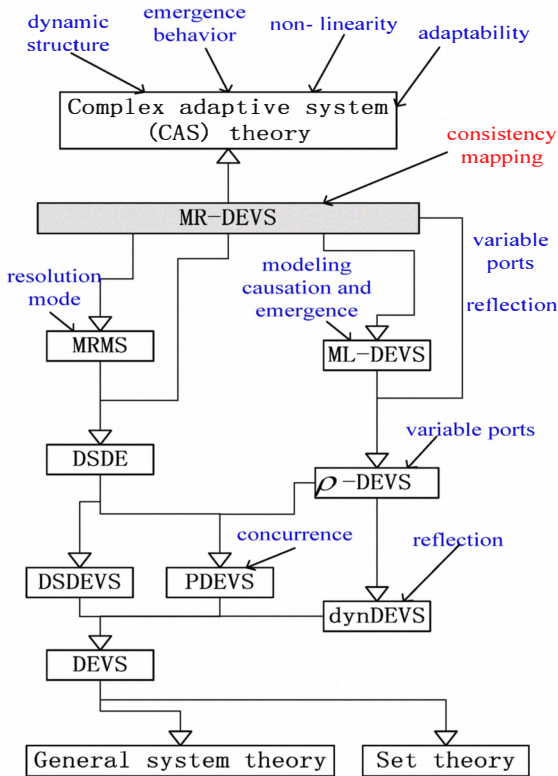 dynamic
structure
emergence
behavior
non- linearity
adaptability
Complex adaptive system
(CAS) theory
consistency
mapping
MR-DEVS
resolution
mode
modeling
causation and
emergence
variable
ports
reflection
MRMS
ML-DEVS
DSDE
variable ports
ρ-DEVS
concurrence
reflection
DSDEVS
PDEVS
dynDEVS
DEVS
General system theory
Set theory